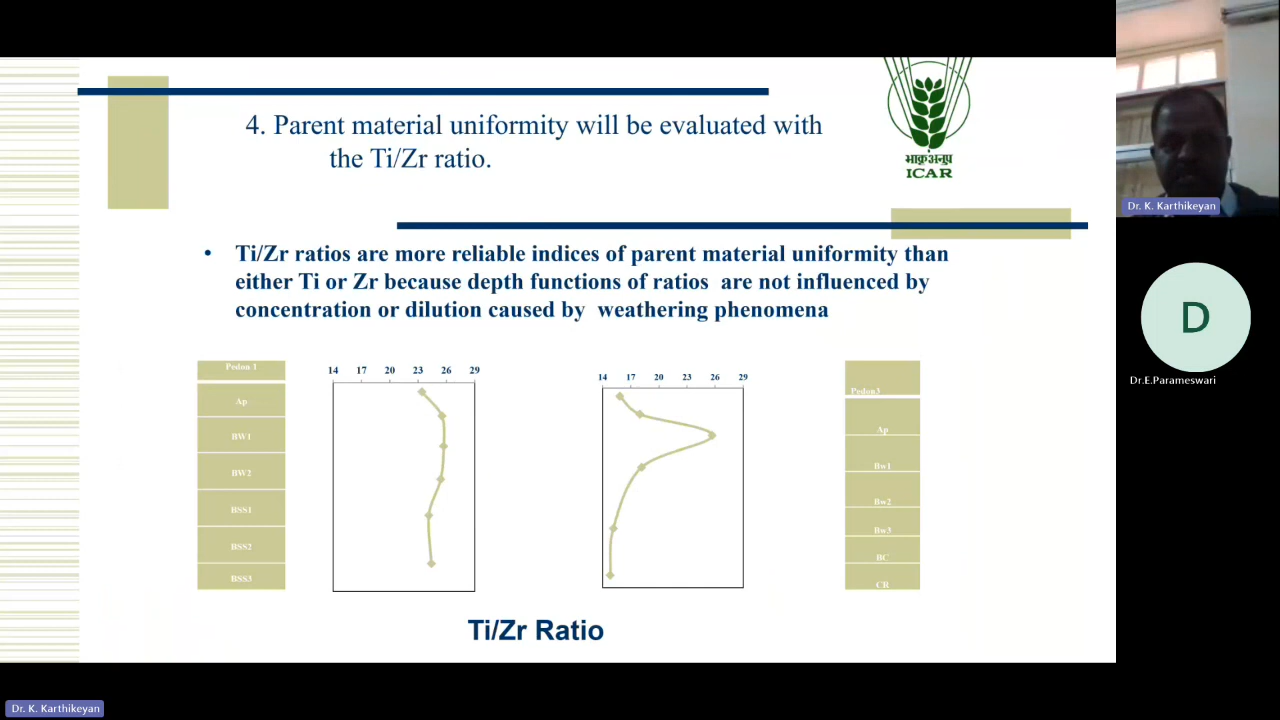 4. Parent material uniformity will be evaluated with
the Ti/Zr ratio.
भाकृअनुप
ICAR
Dr. K. Karthikeyan
• Ti/Zr ratios are more reliable indices of parent material uniformity than
either Ti or Zr because depth functions of ratios are not influenced by
concentration or dilution caused by weathering phenomena
D
Dr.E.Parameswari
Pedon 1
Ap
BW1
BW2
BSS1
BSS2
BSS3
14 17 20 23 26 29
14 17 20 23 26 29
Pedon3
Ap
Bw1
Bw2
Bw3
BC
CR
Ti/Zr Ratio
Dr. K. Karthikeyan